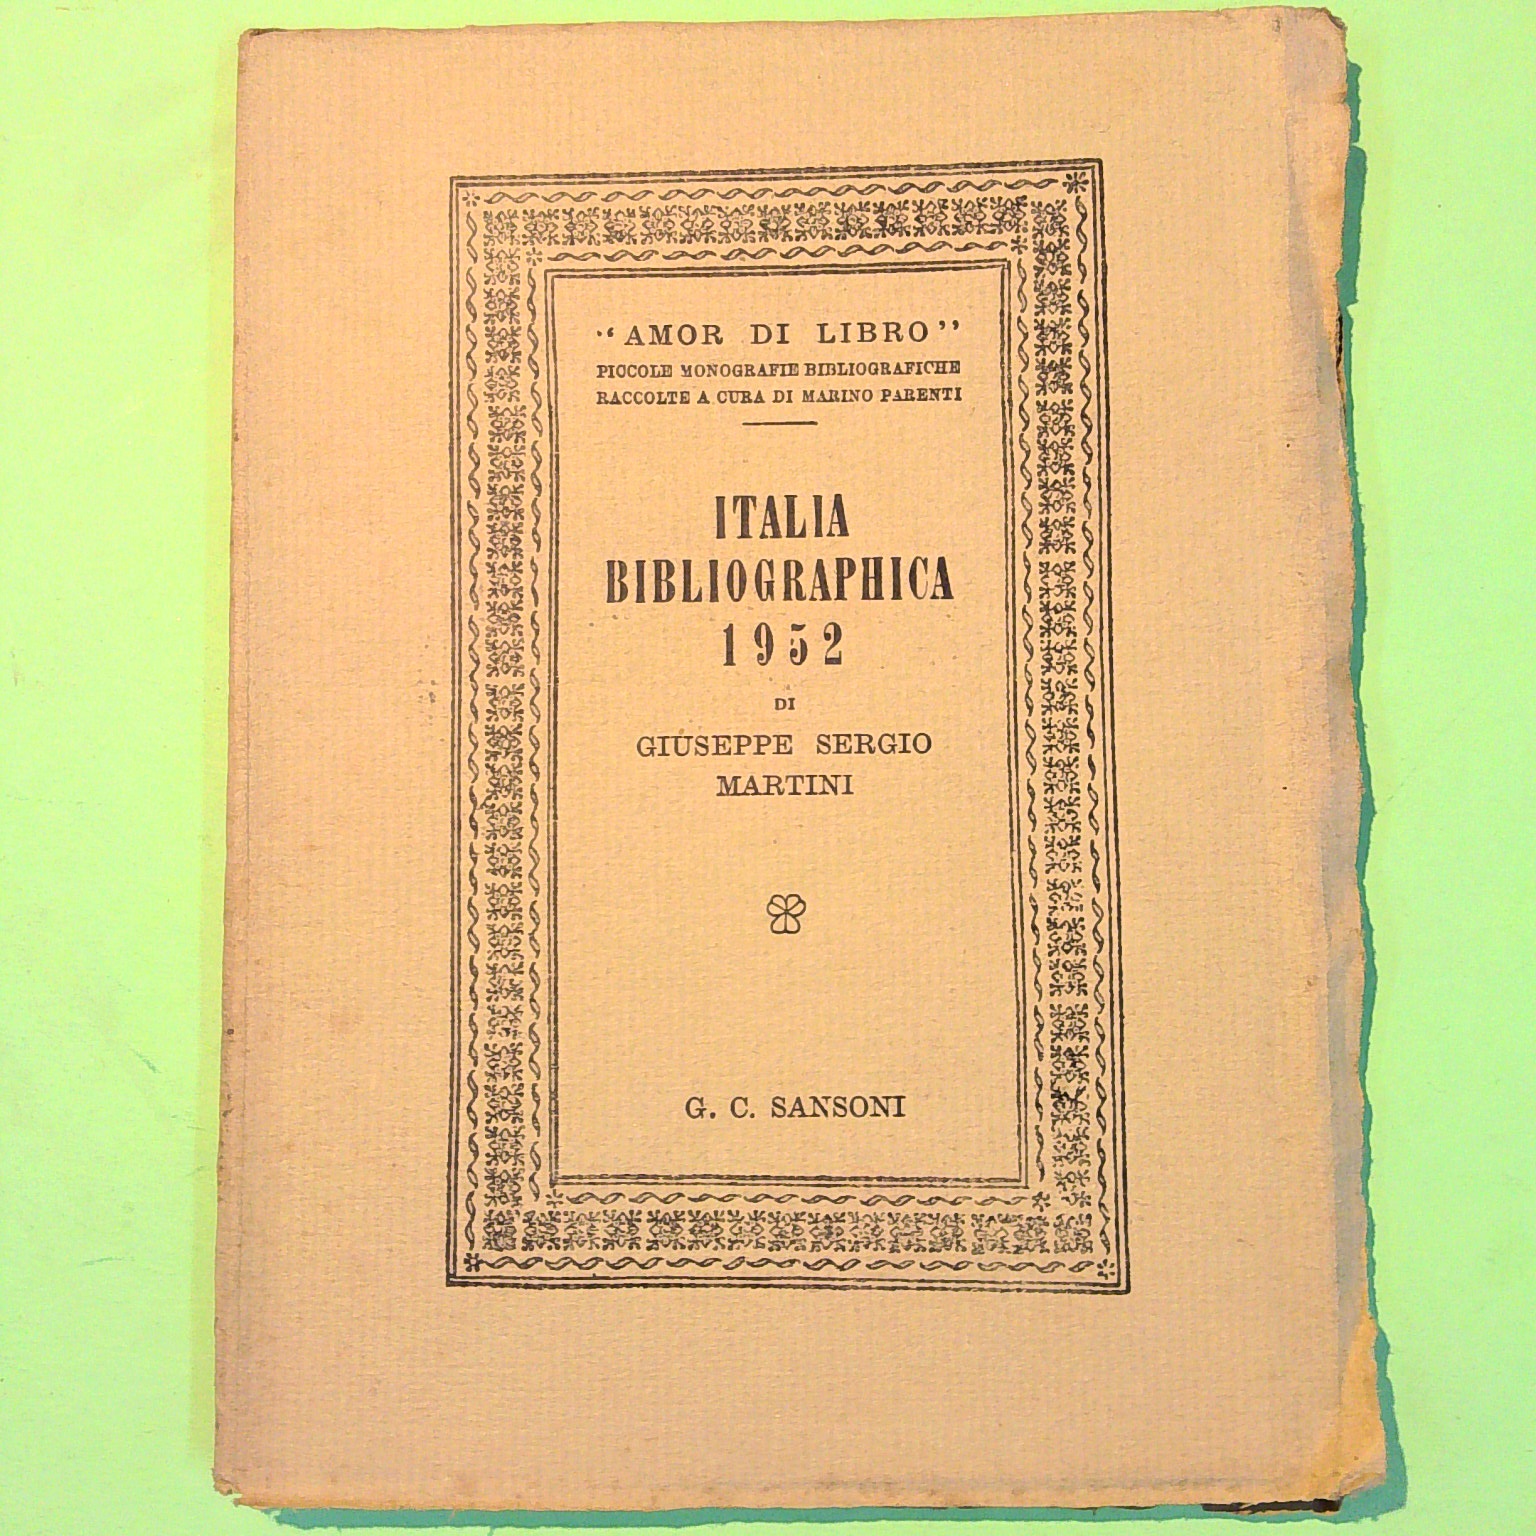 "AMOR DI LIBRO"
PICCOLE MONOGRAFIE BIBLIOGRAFICHE
RACCOLTE A CURA DI MARINO PARENTI
ITALIA
BIBLIOGRAPHICA
1952
DI
GIUSEPPE SERGIO
MARTINI
G. C. SANSONI